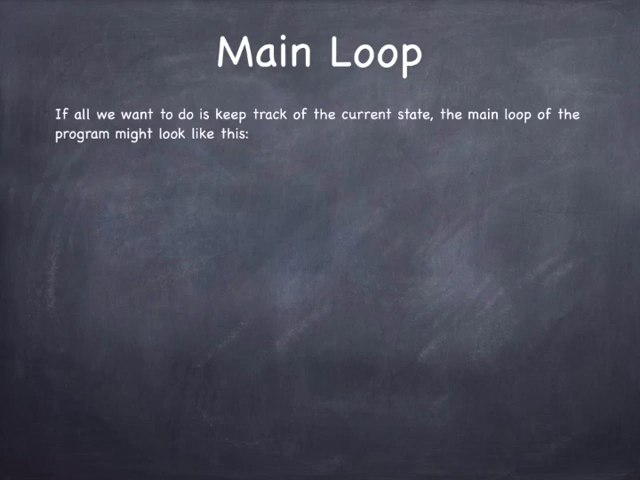 Main Loop
If all we want to do is keep track of the current state, the main loop of the
program might look like this: